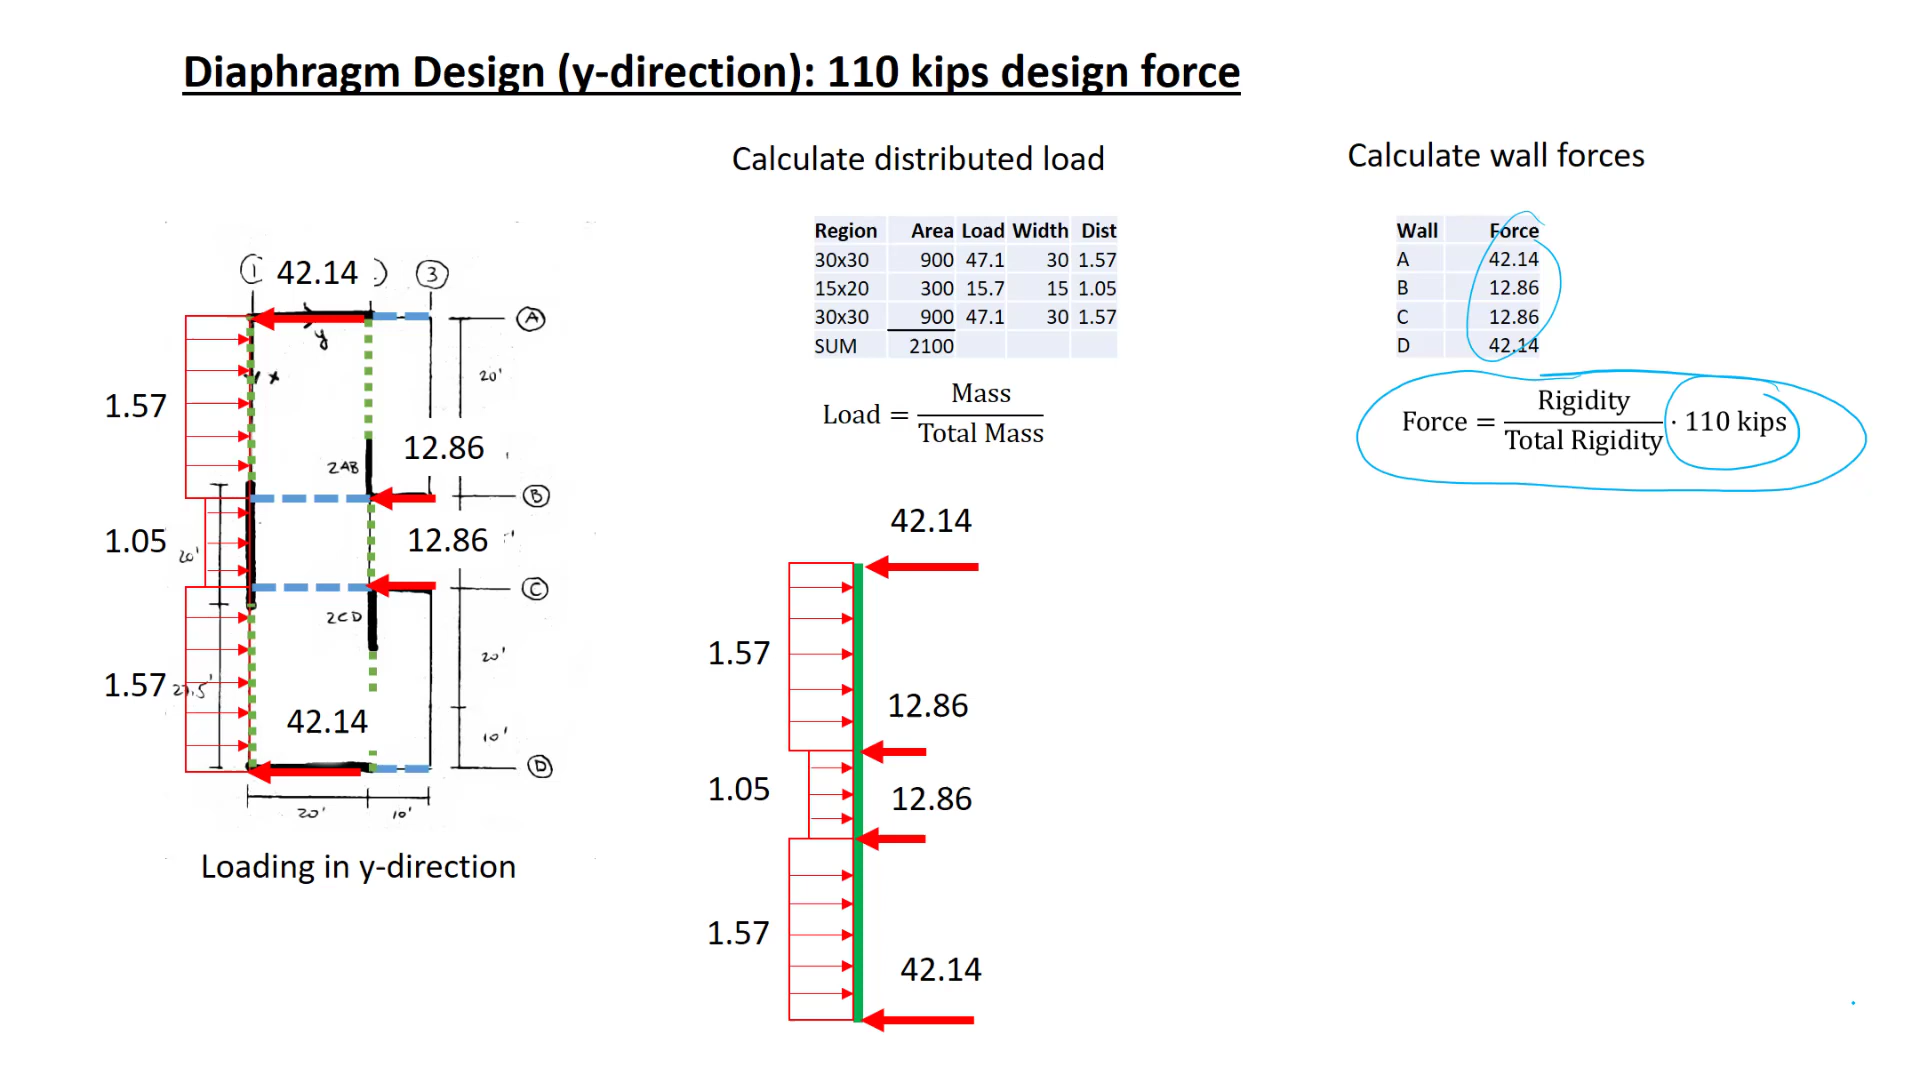 Diaphragm Design (y-direction): 110 kips design force
Calculate distributed load
Calculate wall forces
Region Area Load Width Dist
30x30 900 47.1 30 1.57
15x20 300 15.7 15 1.05
30x30 900 47.1 30 1.57
SUM 2100
Load = Mass / Total Mass
Wall Force
A 42.14
B 12.86
C 12.86
D 42.14
Force = Rigidity / Total Rigidity · 110 kips
1 42.14 3
A
y
x
20'
1.57
12.86
2AB
B
1.05
20'
12.86
C
2CD
20'
1.57
42.14
10'
D
20' 10'
Loading in y-direction
42.14
1.57
12.86
1.05
12.86
1.57
42.14